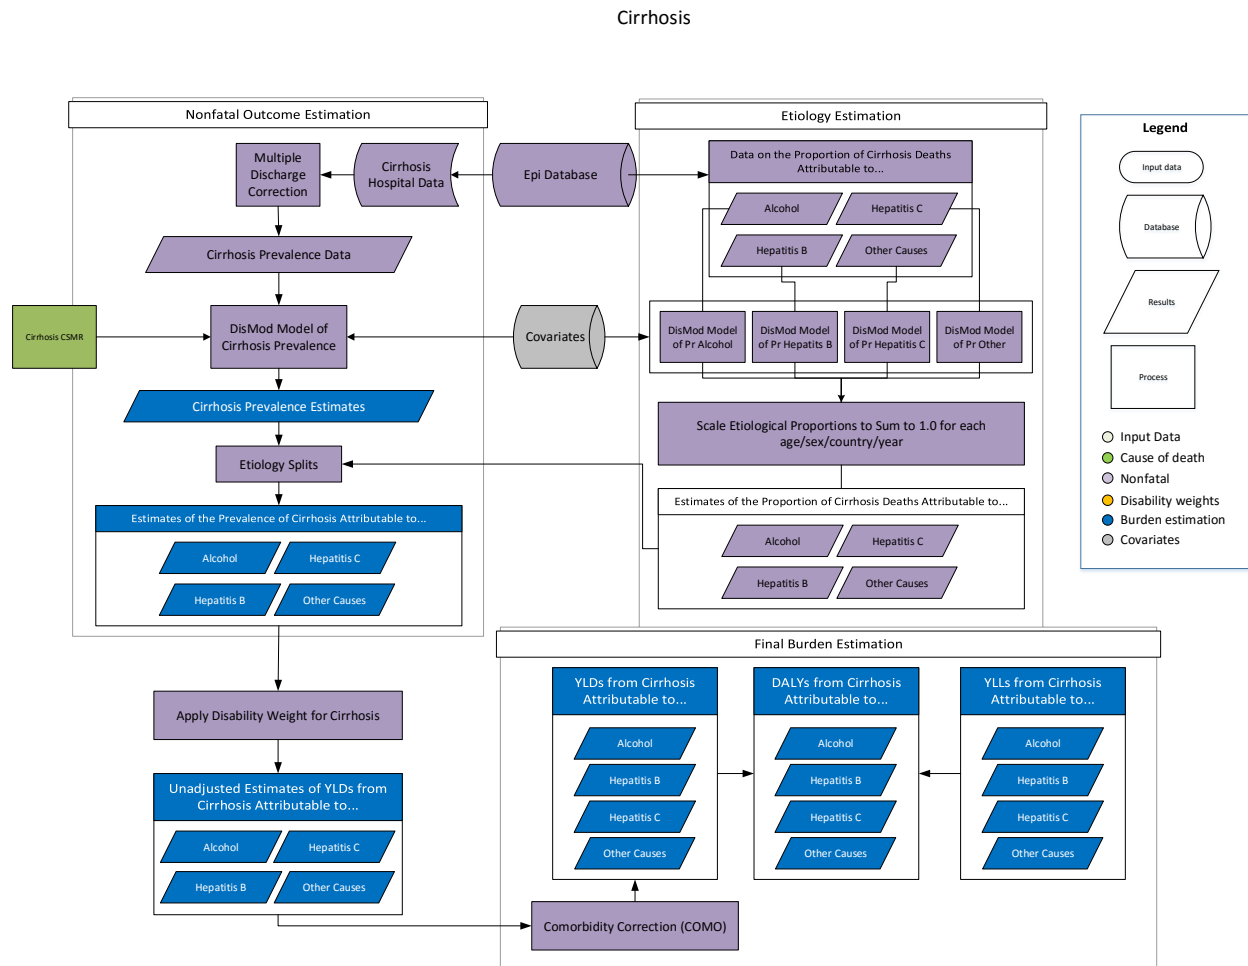 Cirrhosis
Nonfatal Outcome Estimation
Multiple
Discharge
Correction
Cirrhosis
Hospital Data
Epi Database
Cirrhosis Prevalence Data
Cirrhosis CSMR
DisMod Model of
Cirrhosis Prevalence
Covariates
Cirrhosis Prevalence Estimates
Etiology Splits
Estimates of the Prevalence of Cirrhosis Attributable to...
Alcohol
Hepatitis C
Hepatitis B
Other Causes
Apply Disability Weight for Cirrhosis
Unadjusted Estimates of YLDs from
Cirrhosis Attributable to...
Alcohol
Hepatitis C
Hepatitis B
Other Causes
Etiology Estimation
Data on the Proportion of Cirrhosis Deaths
Attributable to...
Alcohol
Hepatitis C
Hepatitis B
Other Causes
DisMod Model
of Pr Alcohol
DisMod Model
of Pr Hepatits B
DisMod Model
of Pr Hepatitis C
DisMod Model
of Pr Other
Scale Etiological Proportions to Sum to 1.0 for each
age/sex/country/year
Estimates of the Proportion of Cirrhosis Deaths Attributable to...
Alcohol
Hepatitis C
Hepatitis B
Other Causes
Final Burden Estimation
YLDs from Cirrhosis
Attributable to...
Alcohol
Hepatitis B
Hepatitis C
Other Causes
DALYs from Cirrhosis
Attributable to...
Alcohol
Hepatitis B
Hepatitis C
Other Causes
YLLs from Cirrhosis
Attributable to...
Alcohol
Hepatitis B
Hepatitis C
Other Causes
Comorbidity Correction (COMO)
Legend
Input data
Database
Results
Process
Input Data
Cause of death
Nonfatal
Disability weights
Burden estimation
Covariates